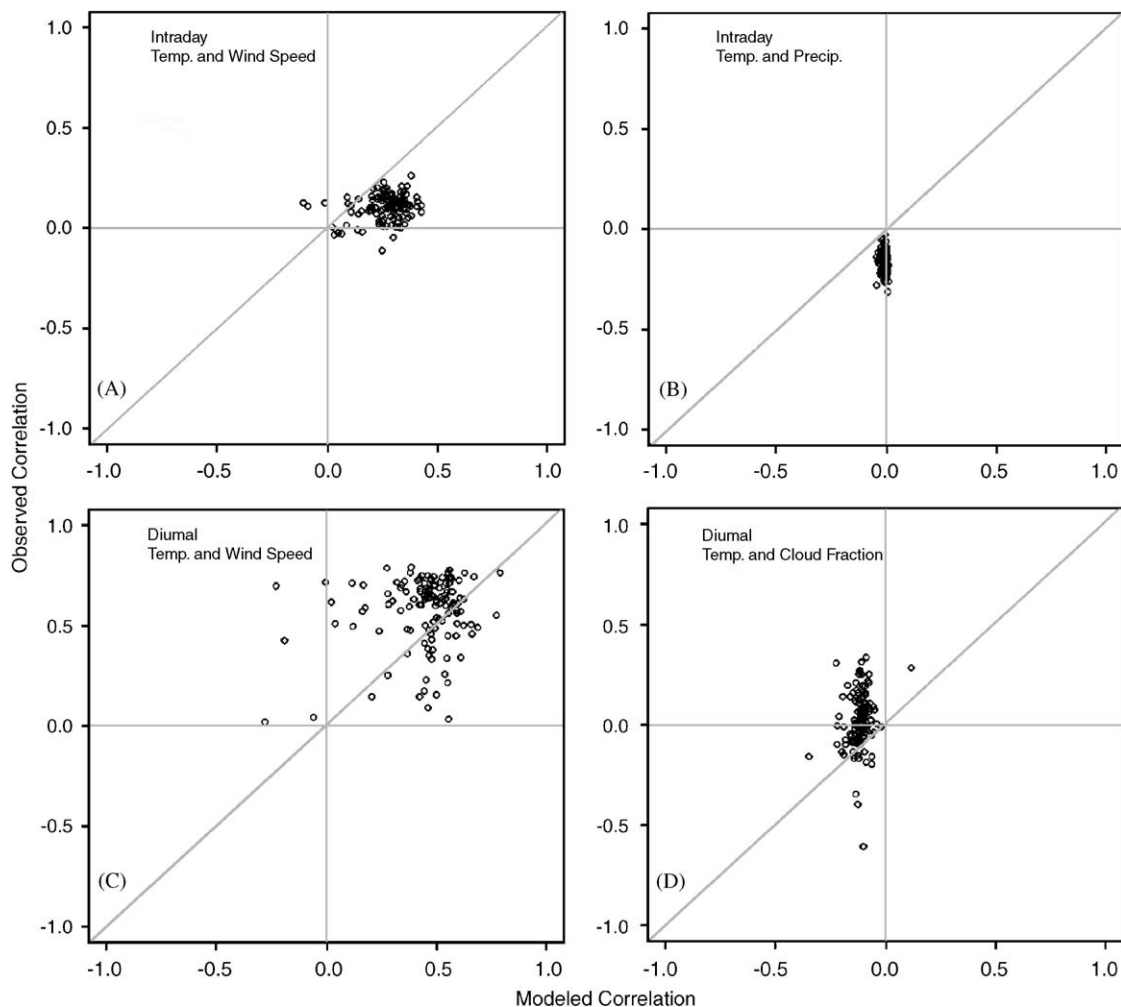 1.0
Intraday
Temp. and Wind Speed
0.5
0.0
-0.5
(A)
-1.0
-1.0 -0.5 0.0 0.5 1.0
1.0
Intraday
Temp. and Precip.
0.5
0.0
-0.5
(B)
-1.0
-1.0 -0.5 0.0 0.5 1.0
Observed Correlation
1.0
Diumal
Temp. and Wind Speed
0.5
0.0
-0.5
(C)
-1.0
-1.0 -0.5 0.0 0.5 1.0
1.0
Diumal
Temp. and Cloud Fraction
0.5
0.0
-0.5
(D)
-1.0
-1.0 -0.5 0.0 0.5 1.0
Modeled Correlation